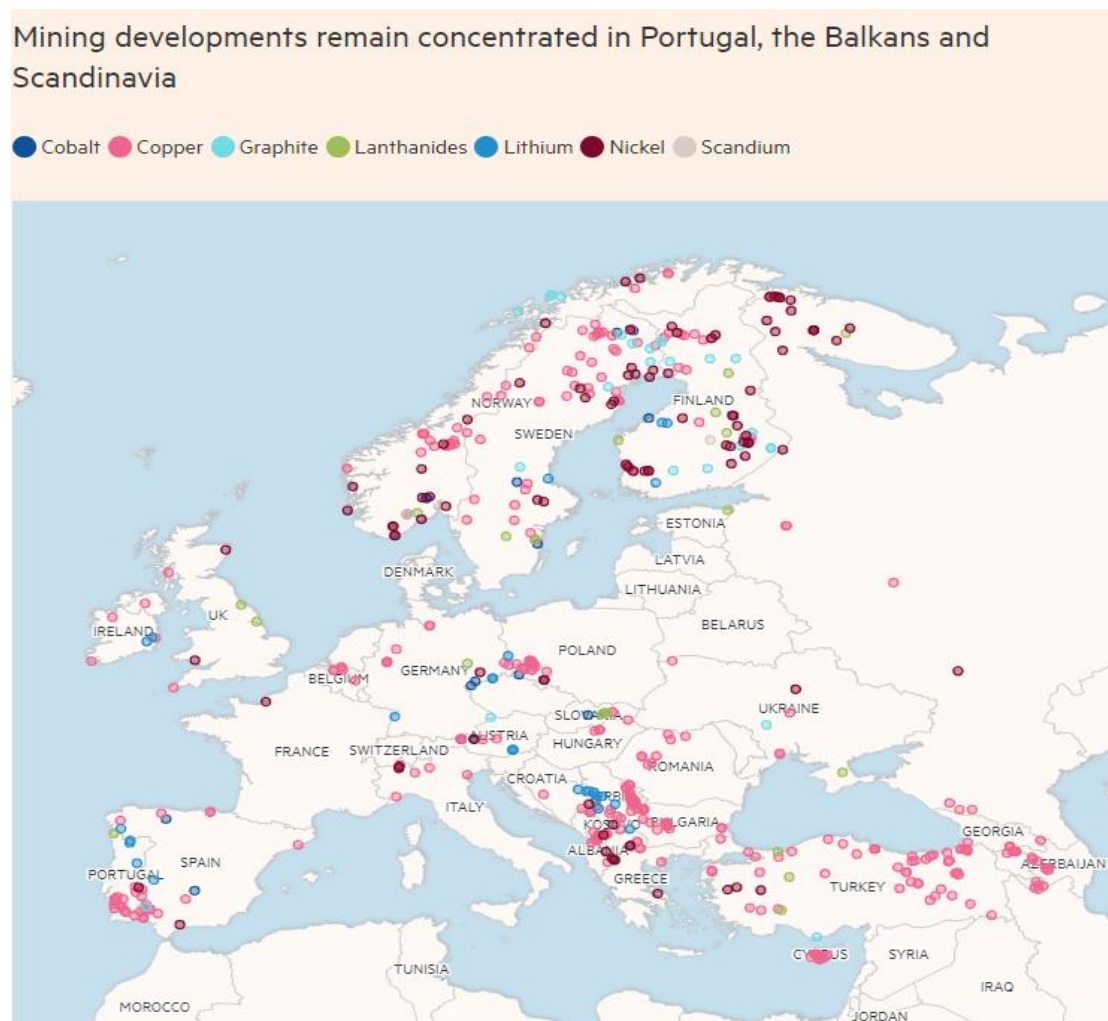 Mining developments remain concentrated in Portugal, the Balkans and
Scandinavia
Cobalt Copper Graphite Lanthanides Lithium Nickel Scandium
FINLAND
NORWAY
SWEDEN
ESTONIA
LATVIA
DENMARK
LITHUANIA
UK
BELARUS
IRELAND
POLAND
GERMANY
BELGIUM
UKRAINE
SLOVAKIA
AUSTRIA
HUNGARY
FRANCE
SWITZERLAND
ROMANIA
CROATIA
ITALY
KOSOVO
BULGARIA
GEORGIA
ALBANIA
AZERBAIJAN
SPAIN
PORTUGAL
GREECE
TURKEY
CYPRUS
SYRIA
TUNISIA
IRAQ
MOROCCO
JORDAN